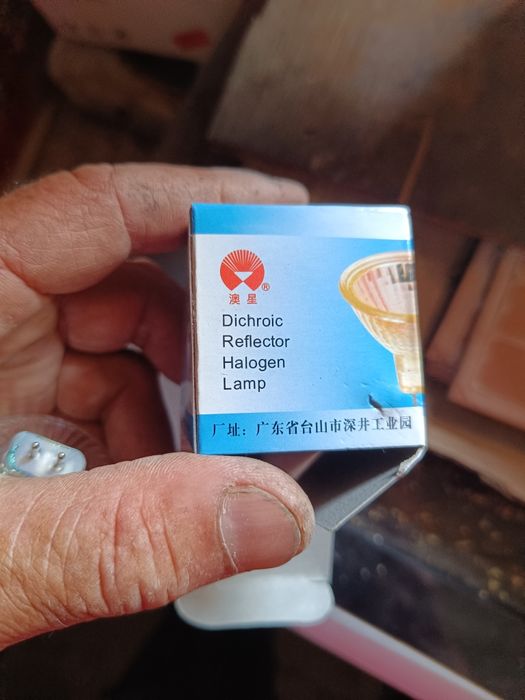 ®
澳星
Dichroic
Reflector
Halogen
Lamp
厂址：广东省台山市深井工业园